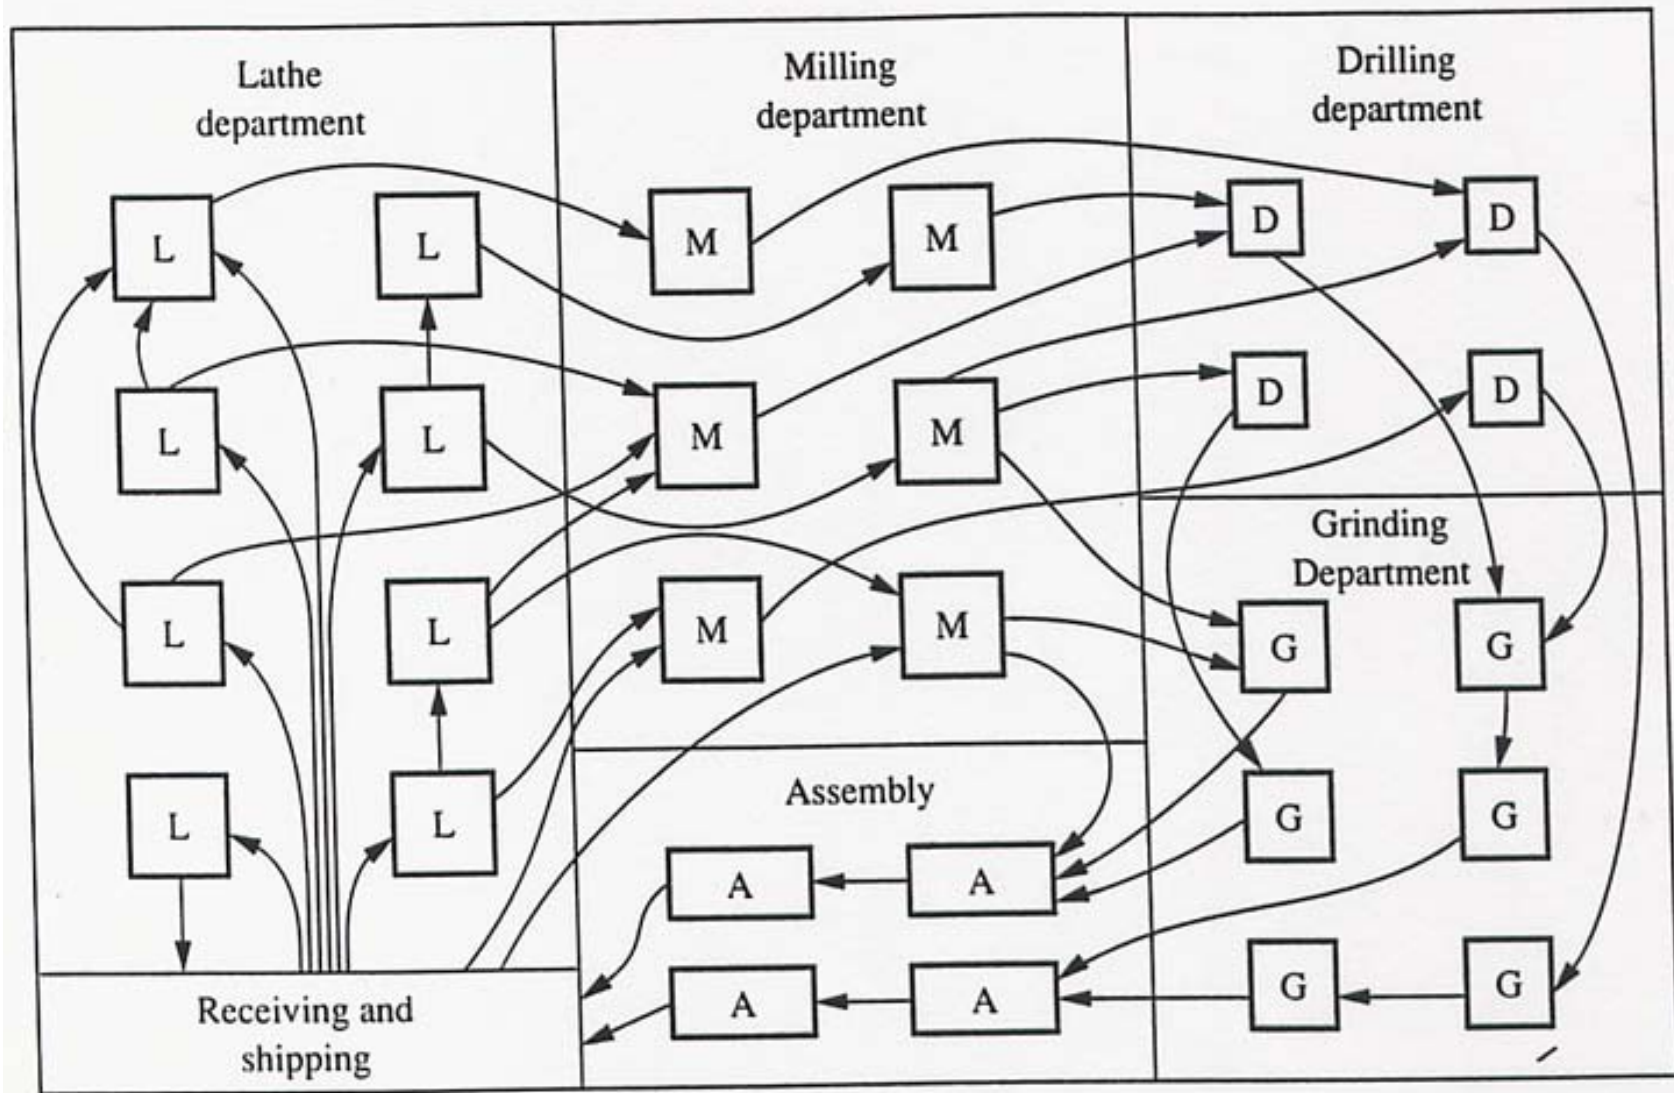 Lathe
department
Milling
department
Drilling
department
L
L
M
M
D
D
L
L
M
M
D
D
Grinding
Department
L
L
M
M
G
G
L
L
Assembly
G
G
A
A
A
A
G
G
Receiving and
shipping